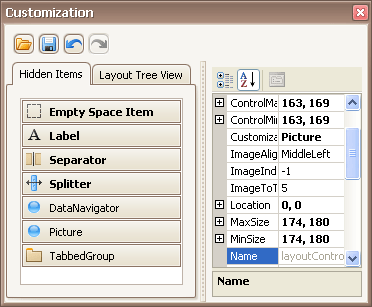 Customization
Hidden Items
Layout Tree View
Empty Space Item
A Label
Separator
Splitter
DataNavigator
Picture
TabbedGroup
A
Z
ControlMa 163, 169
ControlMi 163, 169
Customiza Picture
ImageAlig MiddleLeft
ImageInd -1
ImageToT 5
Location 0, 0
MaxSize 174, 180
MinSize 174, 180
Name layoutContro
Name